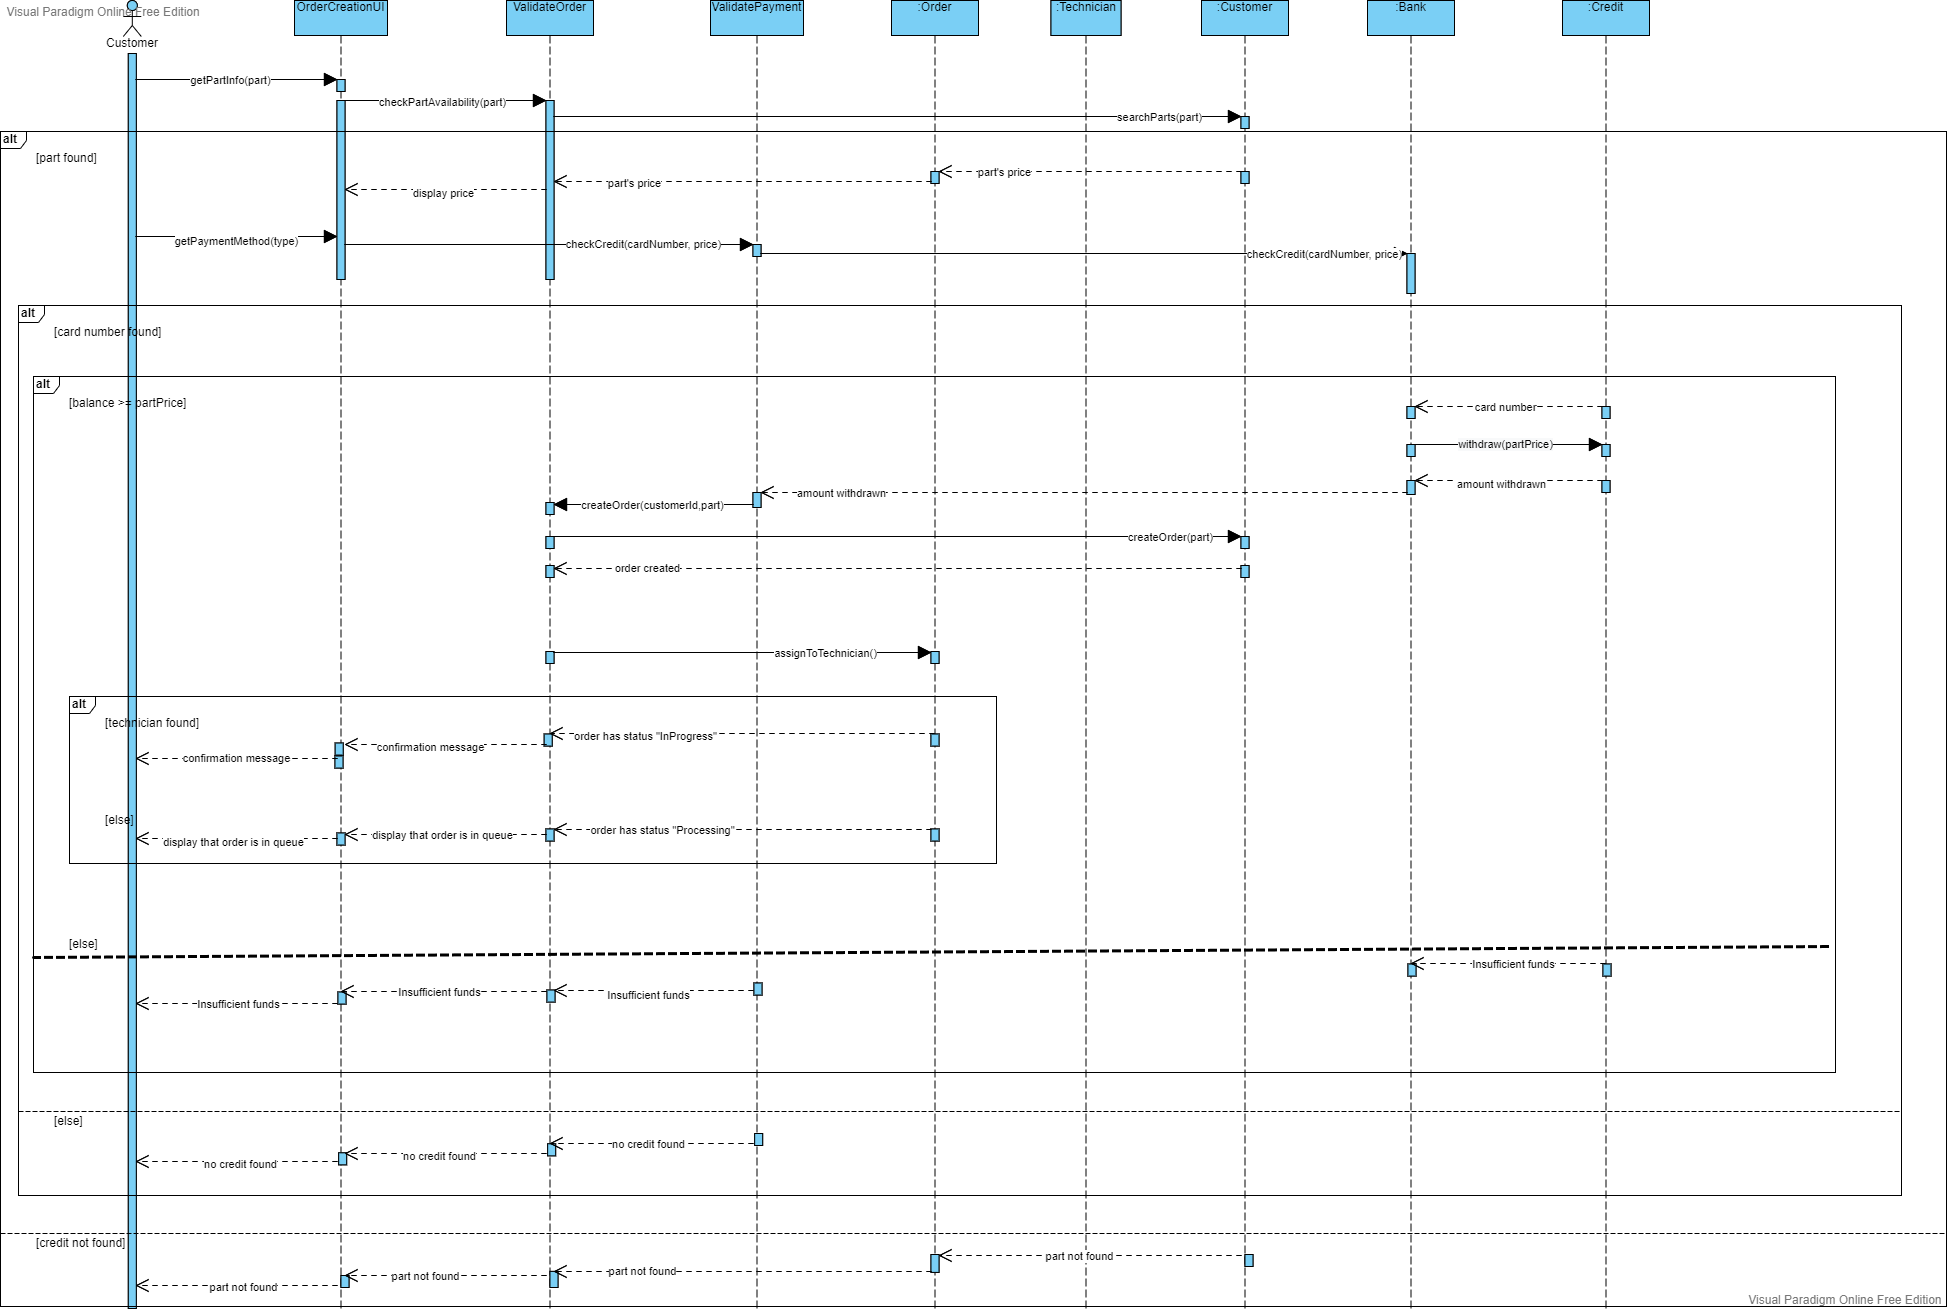 Visual Paradigm Online Free Edition
Customer
OrderCreationUI
ValidateOrder
ValidatePayment
:Order
:Technician
:Customer
:Bank
:Credit
getPartInfo(part)
checkPartAvailability(part)
searchParts(part)
alt
[part found]
part's price
part's price
display price
getPaymentMethod(type)
checkCredit(cardNumber, price)
checkCredit(cardNumber, price)
alt
[card number found]
alt
[balance >= partPrice]
card number
withdraw(partPrice)
amount withdrawn
amount withdrawn
createOrder(customerId,part)
createOrder(part)
order created
assignToTechnician()
alt
[technician found]
order has status "InProgress"
confirmation message
confirmation message
[else]
order has status "Processing"
display that order is in queue
display that order is in queue
[else]
Insufficient funds
Insufficient funds
Insufficient funds
Insufficient funds
[else]
no credit found
no credit found
no credit found
[credit not found]
part not found
part not found
part not found
part not found
Visual Paradigm Online Free Edition